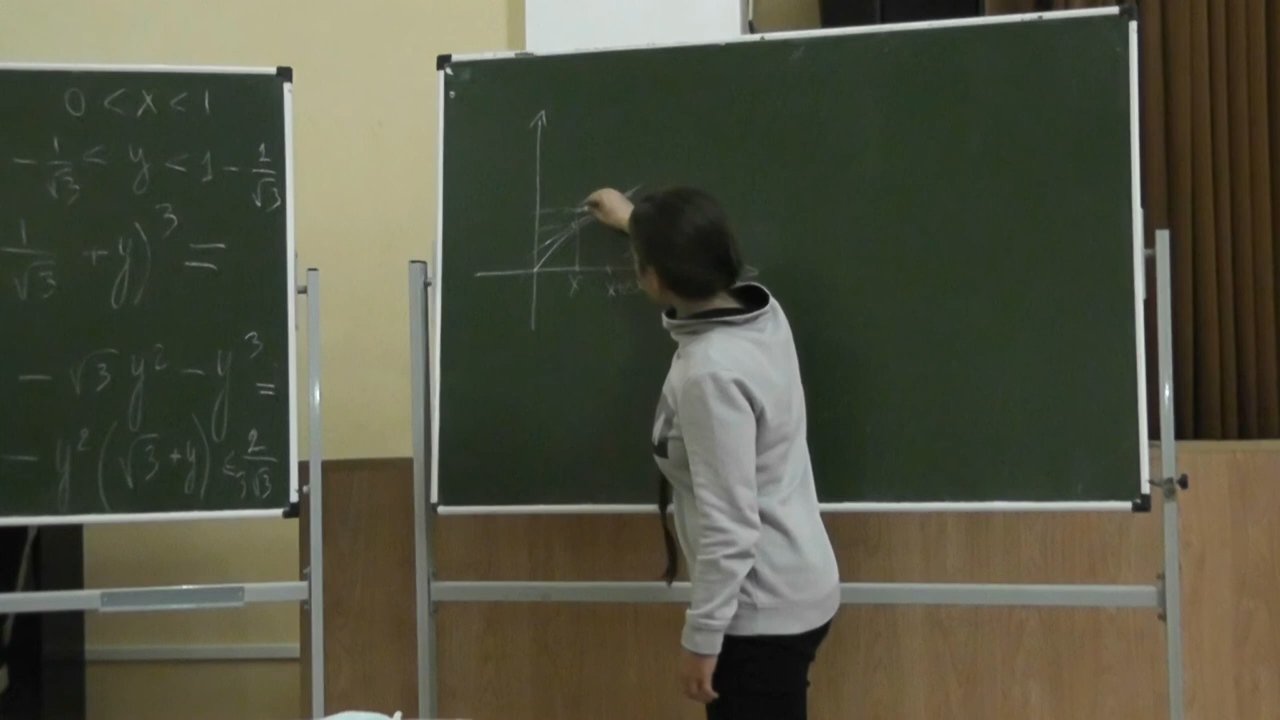 0 < x < 1
- 1/√3 < y < 1 - 1/√3
1/√3 + y)³ =
- √3 y² - y³ =
- y² (√3 + y) ≤ 2/3√3
x